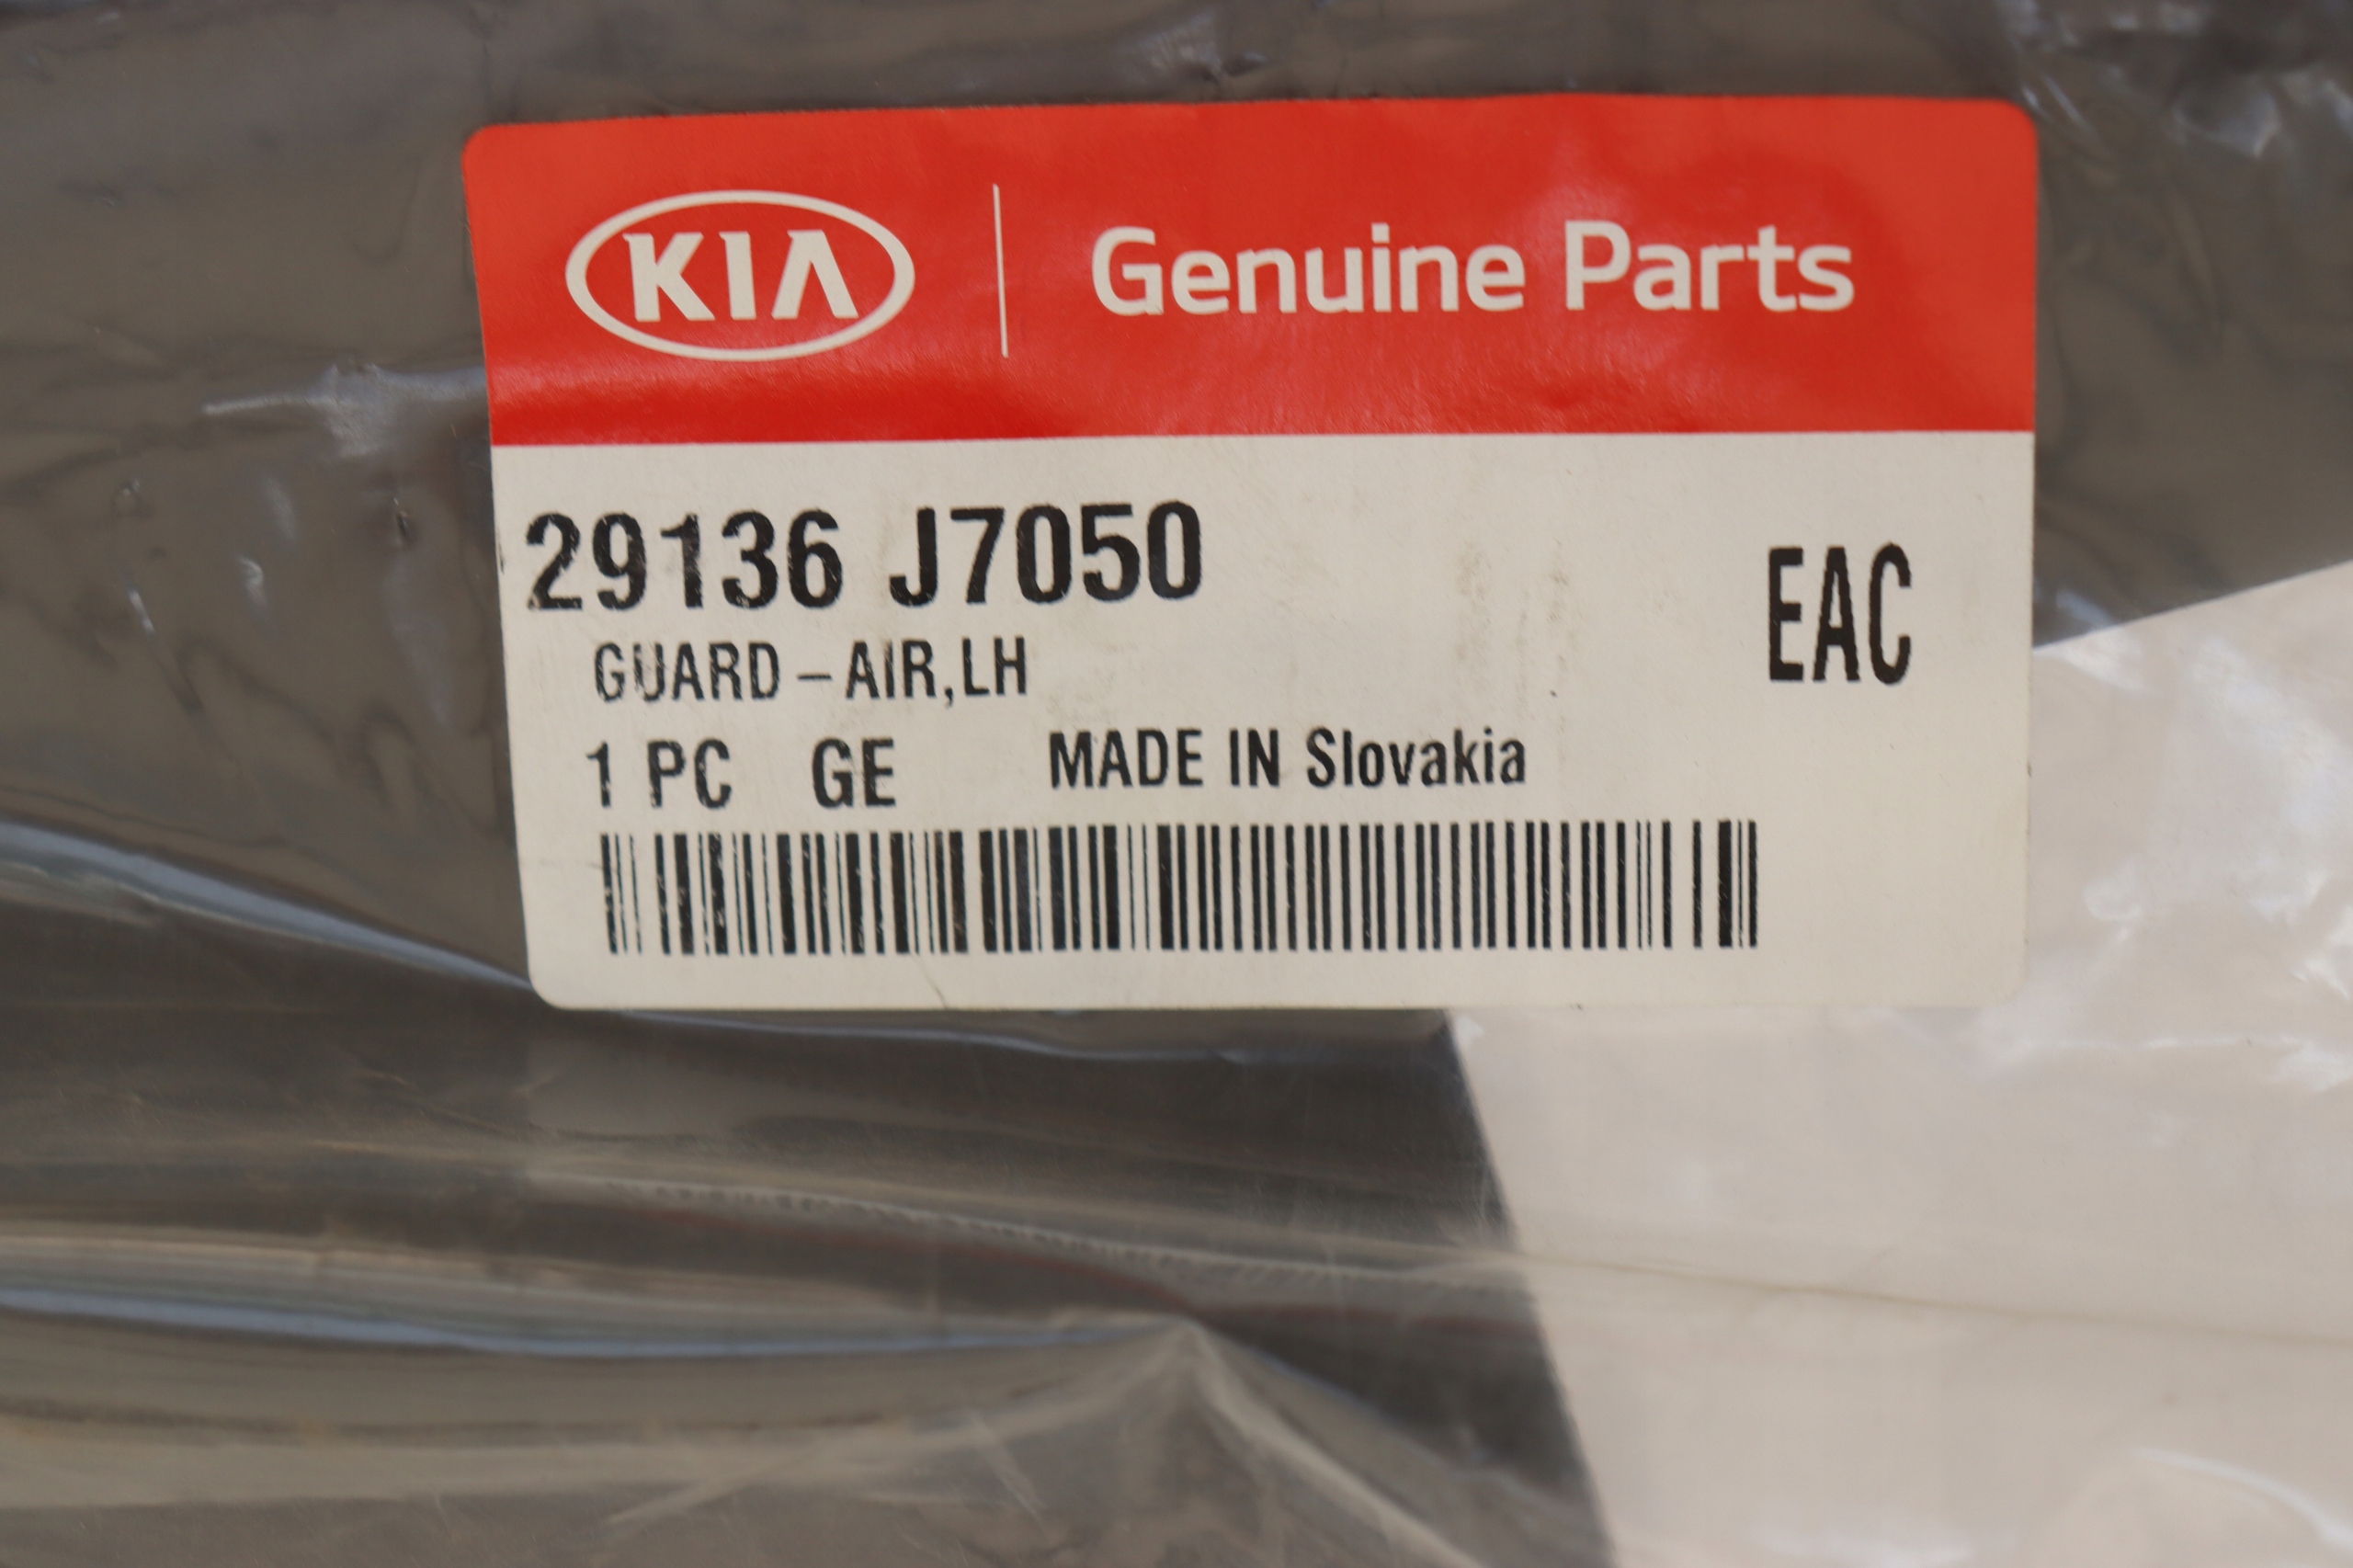 KIA Genuine Parts
29136 J7050
EAC
GUARD-AIR,LH
1 PC GE MADE IN Slovakia